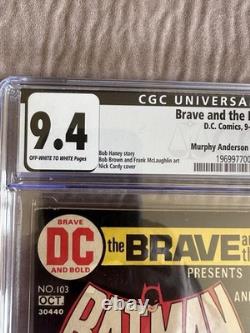 CGC UNIVERSA
9.4
OFF-WHITE TO WHITE Pages
Brave and the
D.C. Comics, 9-
Bob Haney story
Bob Brown and Frank McLaughlin art
Nick Cardy cover
Murphy Anderson
196997700
BRAVE
DC
AND BOLD
the BRAVE and the
PRESENTS
NO.103
OCT.
30440
AN
BATMAN